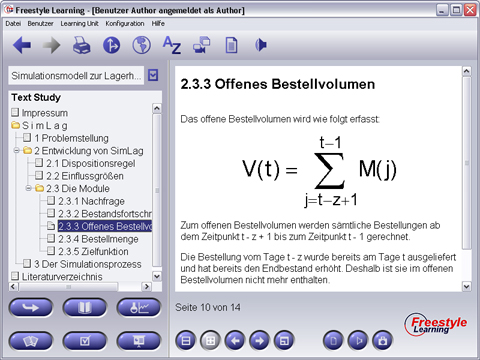 Freestyle Learning - [Benutzer Author angemeldet als Author]
Datei Benutzer Learning Unit Konfiguration Hilfe
AZ
Simulationsmodell zur Lagerh...
Text Study
Impressum
SimLag
1 Problemstellung
2 Entwicklung von SimLag
2.1 Dispositionsregel
2.2 Einflussgrößen
2.3 Die Module
2.3.1 Nachfrage
2.3.2 Bestandsfortschr
2.3.3 Offenes Bestellvo
2.3.4 Bestellmenge
2.3.5 Zielfunktion
3 Der Simulationsprozess
Literaturverzeichnis
2.3.3 Offenes Bestellvolumen
Das offene Bestellvolumen wird wie folgt erfasst:
t−1
V(t) = ∑ M(j)
j=t−z+1
Zum offenen Bestellvolumen werden sämtliche Bestellungen ab
dem Zeitpunkt t - z + 1 bis zum Zeitpunkt t - 1 gerechnet.
Die Bestellung vom Tage t - z wurde bereits am Tage t ausgeliefert
und hat bereits den Endbestand erhöht. Deshalb ist sie im offenen
Bestellvolumen nicht mehr enthalten.
Seite 10 von 14
Freestyle
Learning